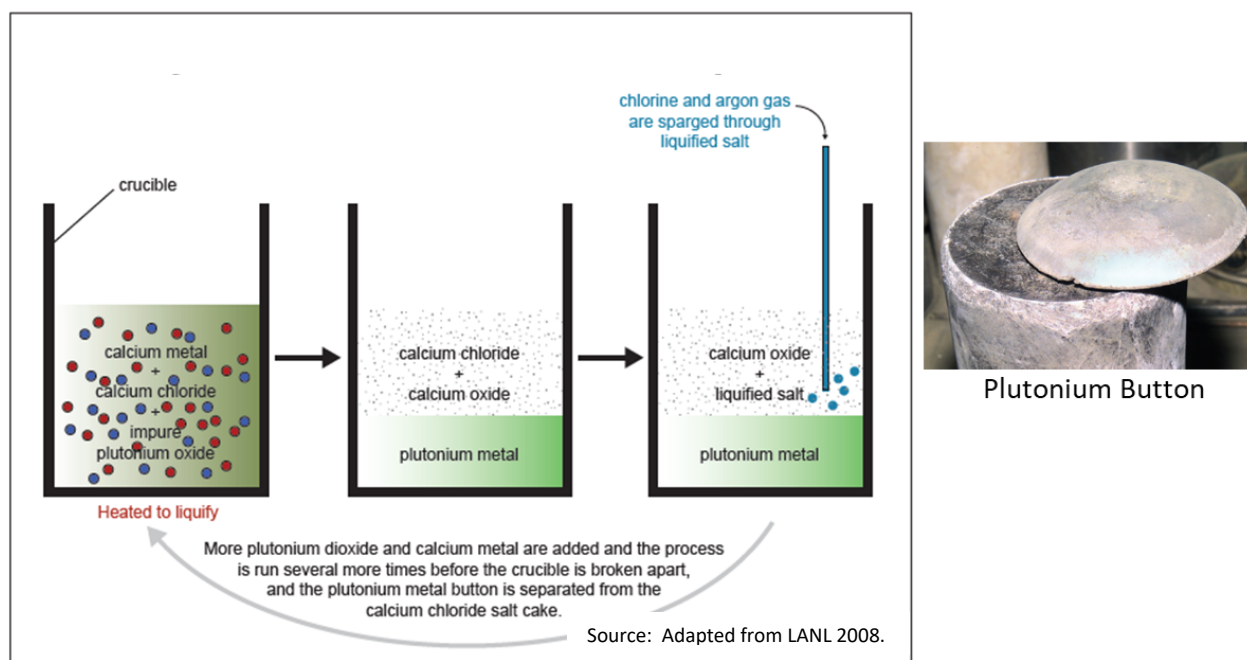 chlorine and argon gas
are sparged through
liquified salt
crucible
calcium metal
+
calcium chloride
+
impure
plutonium oxide
Heated to liquify
calcium chloride
+
calcium oxide
plutonium metal
calcium oxide
+
liquified salt
plutonium metal
More plutonium dioxide and calcium metal are added and the process
is run several more times before the crucible is broken apart,
and the plutonium metal button is separated from the
calcium chloride salt cake.
Source: Adapted from LANL 2008.
Plutonium Button